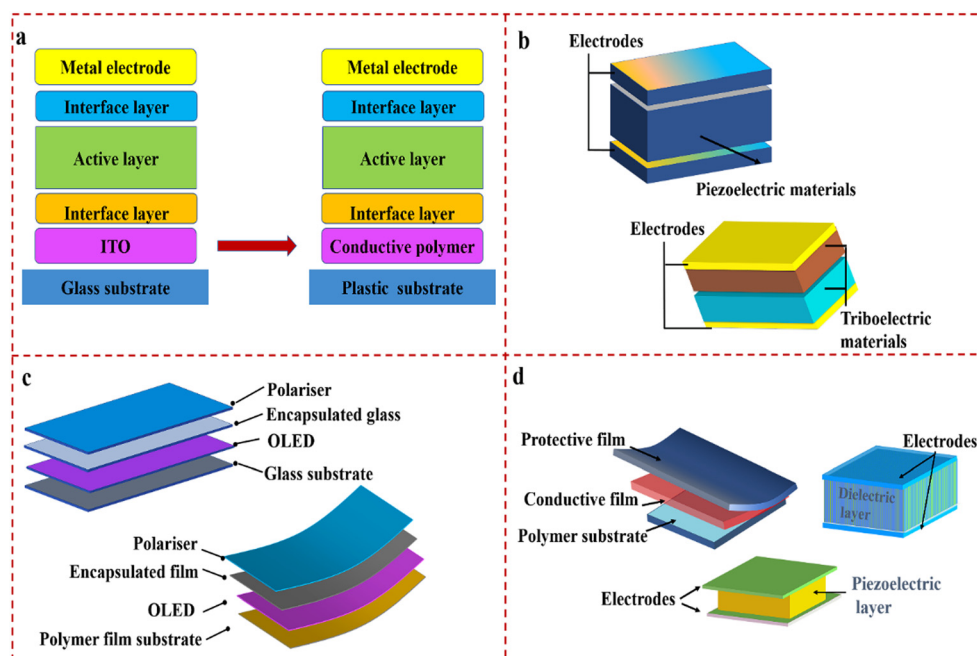 a
Metal electrode
Interface layer
Active layer
Interface layer
ITO
Glass substrate
Metal electrode
Interface layer
Active layer
Interface layer
Conductive polymer
Plastic substrate
b
Electrodes
Piezoelectric materials
Electrodes
Triboelectric
materials
c
Polariser
Encapsulated glass
OLED
Glass substrate
Polariser
Encapsulated film
OLED
Polymer film substrate
d
Protective film
Conductive film
Polymer substrate
Electrodes
Dielectric
layer
Electrodes
Piezoelectric
layer